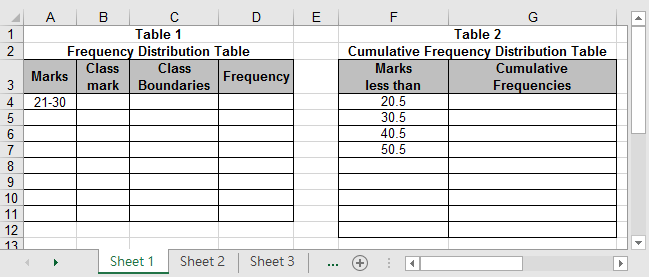 A B C D E F G
1 Table 1 Table 2
2 Frequency Distribution Table Cumulative Frequency Distribution Table
Class Class Marks Cumulative
Marks Frequency
3 mark Boundaries less than Frequencies
4 21-30 20.5
5 30.5
6 40.5
7 50.5
8
9
10
11
12
13
Sheet 1 Sheet 2 Sheet 3 ...